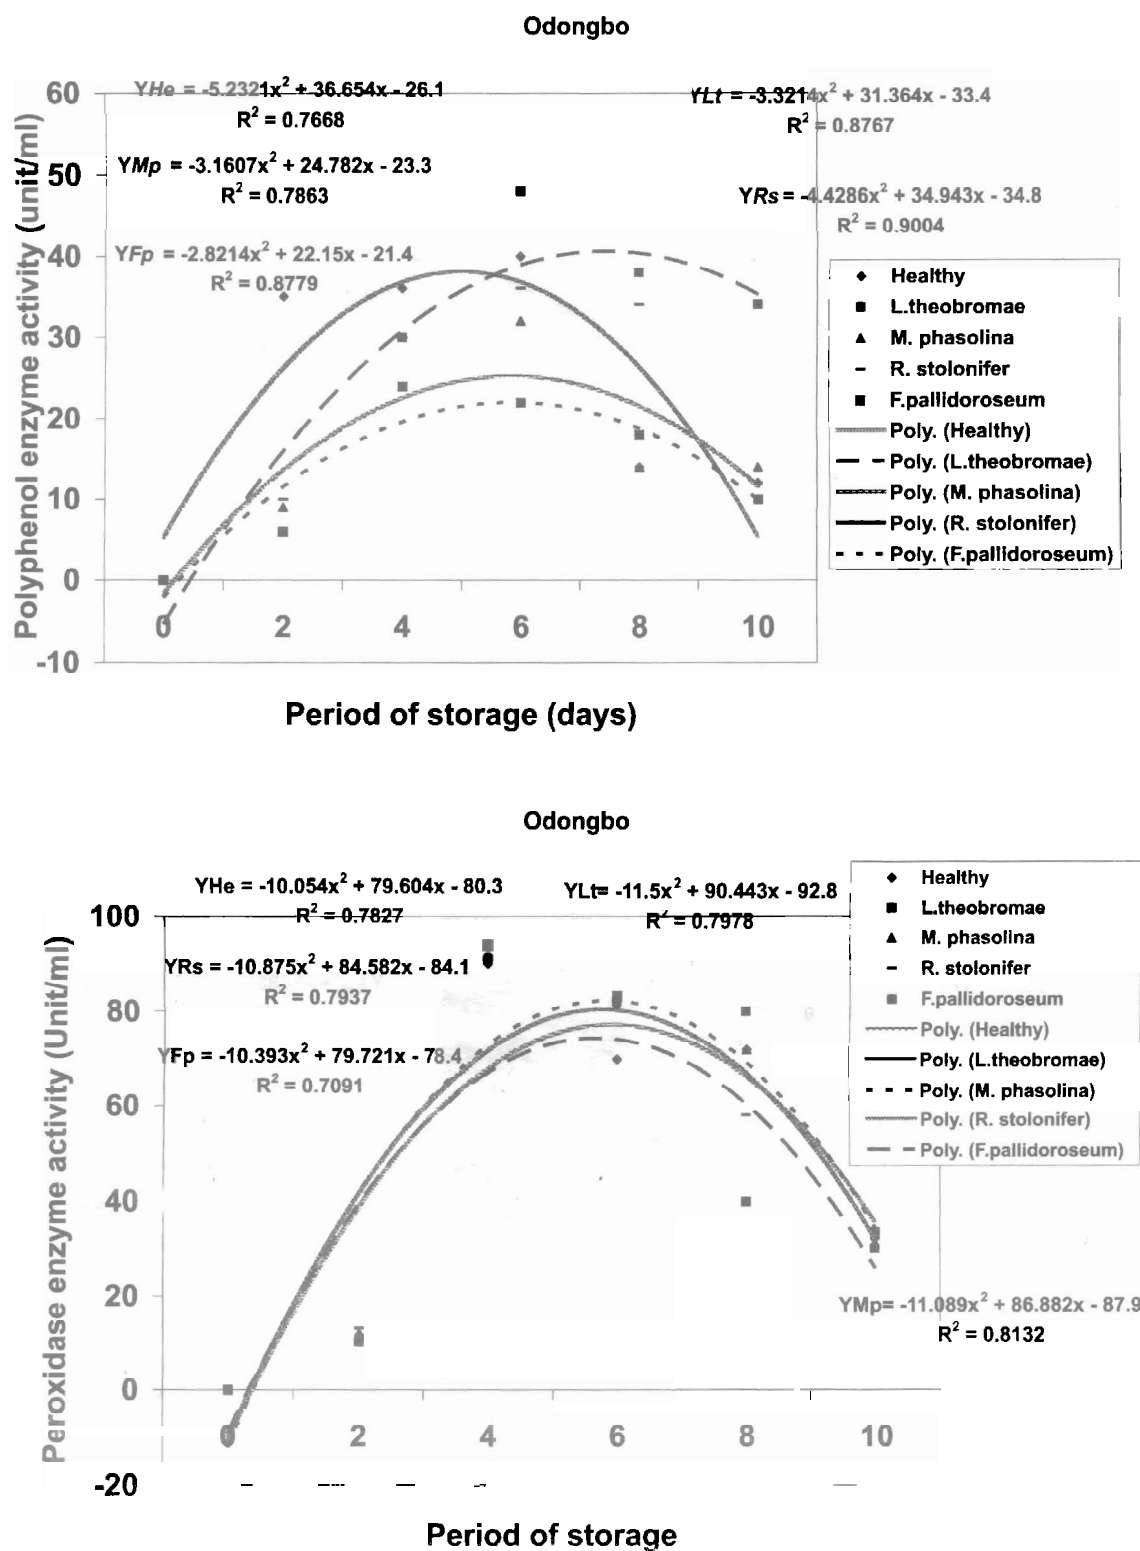 Odongbo
YHe = -5.2321x² + 36.654x - 26.1
R² = 0.7668
YLt = -3.3214x² + 31.364x - 33.4
R² = 0.8767
YMp = -3.1607x² + 24.782x - 23.3
R² = 0.7863
YRs = -4.4286x² + 34.943x - 34.8
R² = 0.9004
YFp = -2.8214x² + 22.15x - 21.4
R² = 0.8779
Polyphenol enzyme activity (unit/ml)
60
50
40
30
20
10
0
-10
0 2 4 6 8 10
Period of storage (days)
Healthy
L.theobromae
M. phasolina
R. stolonifer
F.pallidoroseum
Poly. (Healthy)
Poly. (L.theobromae)
Poly. (M. phasolina)
Poly. (R. stolonifer)
Poly. (F.pallidoroseum)
Odongbo
YHe = -10.054x² + 79.604x - 80.3
R² = 0.7827
YLt= -11.5x² + 90.443x - 92.8
R² = 0.7978
YRs = -10.875x² + 84.582x - 84.1
R² = 0.7937
YFp = -10.393x² + 79.721x - 78.4
R² = 0.7091
YMp= -11.089x² + 86.882x - 87.9
R² = 0.8132
Peroxidase enzyme activity (Unit/ml)
100
80
60
40
20
0
-20
0 2 4 6 8 10
Period of storage
Healthy
L.theobromae
M. phasolina
R. stolonifer
F.pallidoroseum
Poly. (Healthy)
Poly. (L.theobromae)
Poly. (M. phasolina)
Poly. (R. stolonifer)
Poly. (F.pallidoroseum)